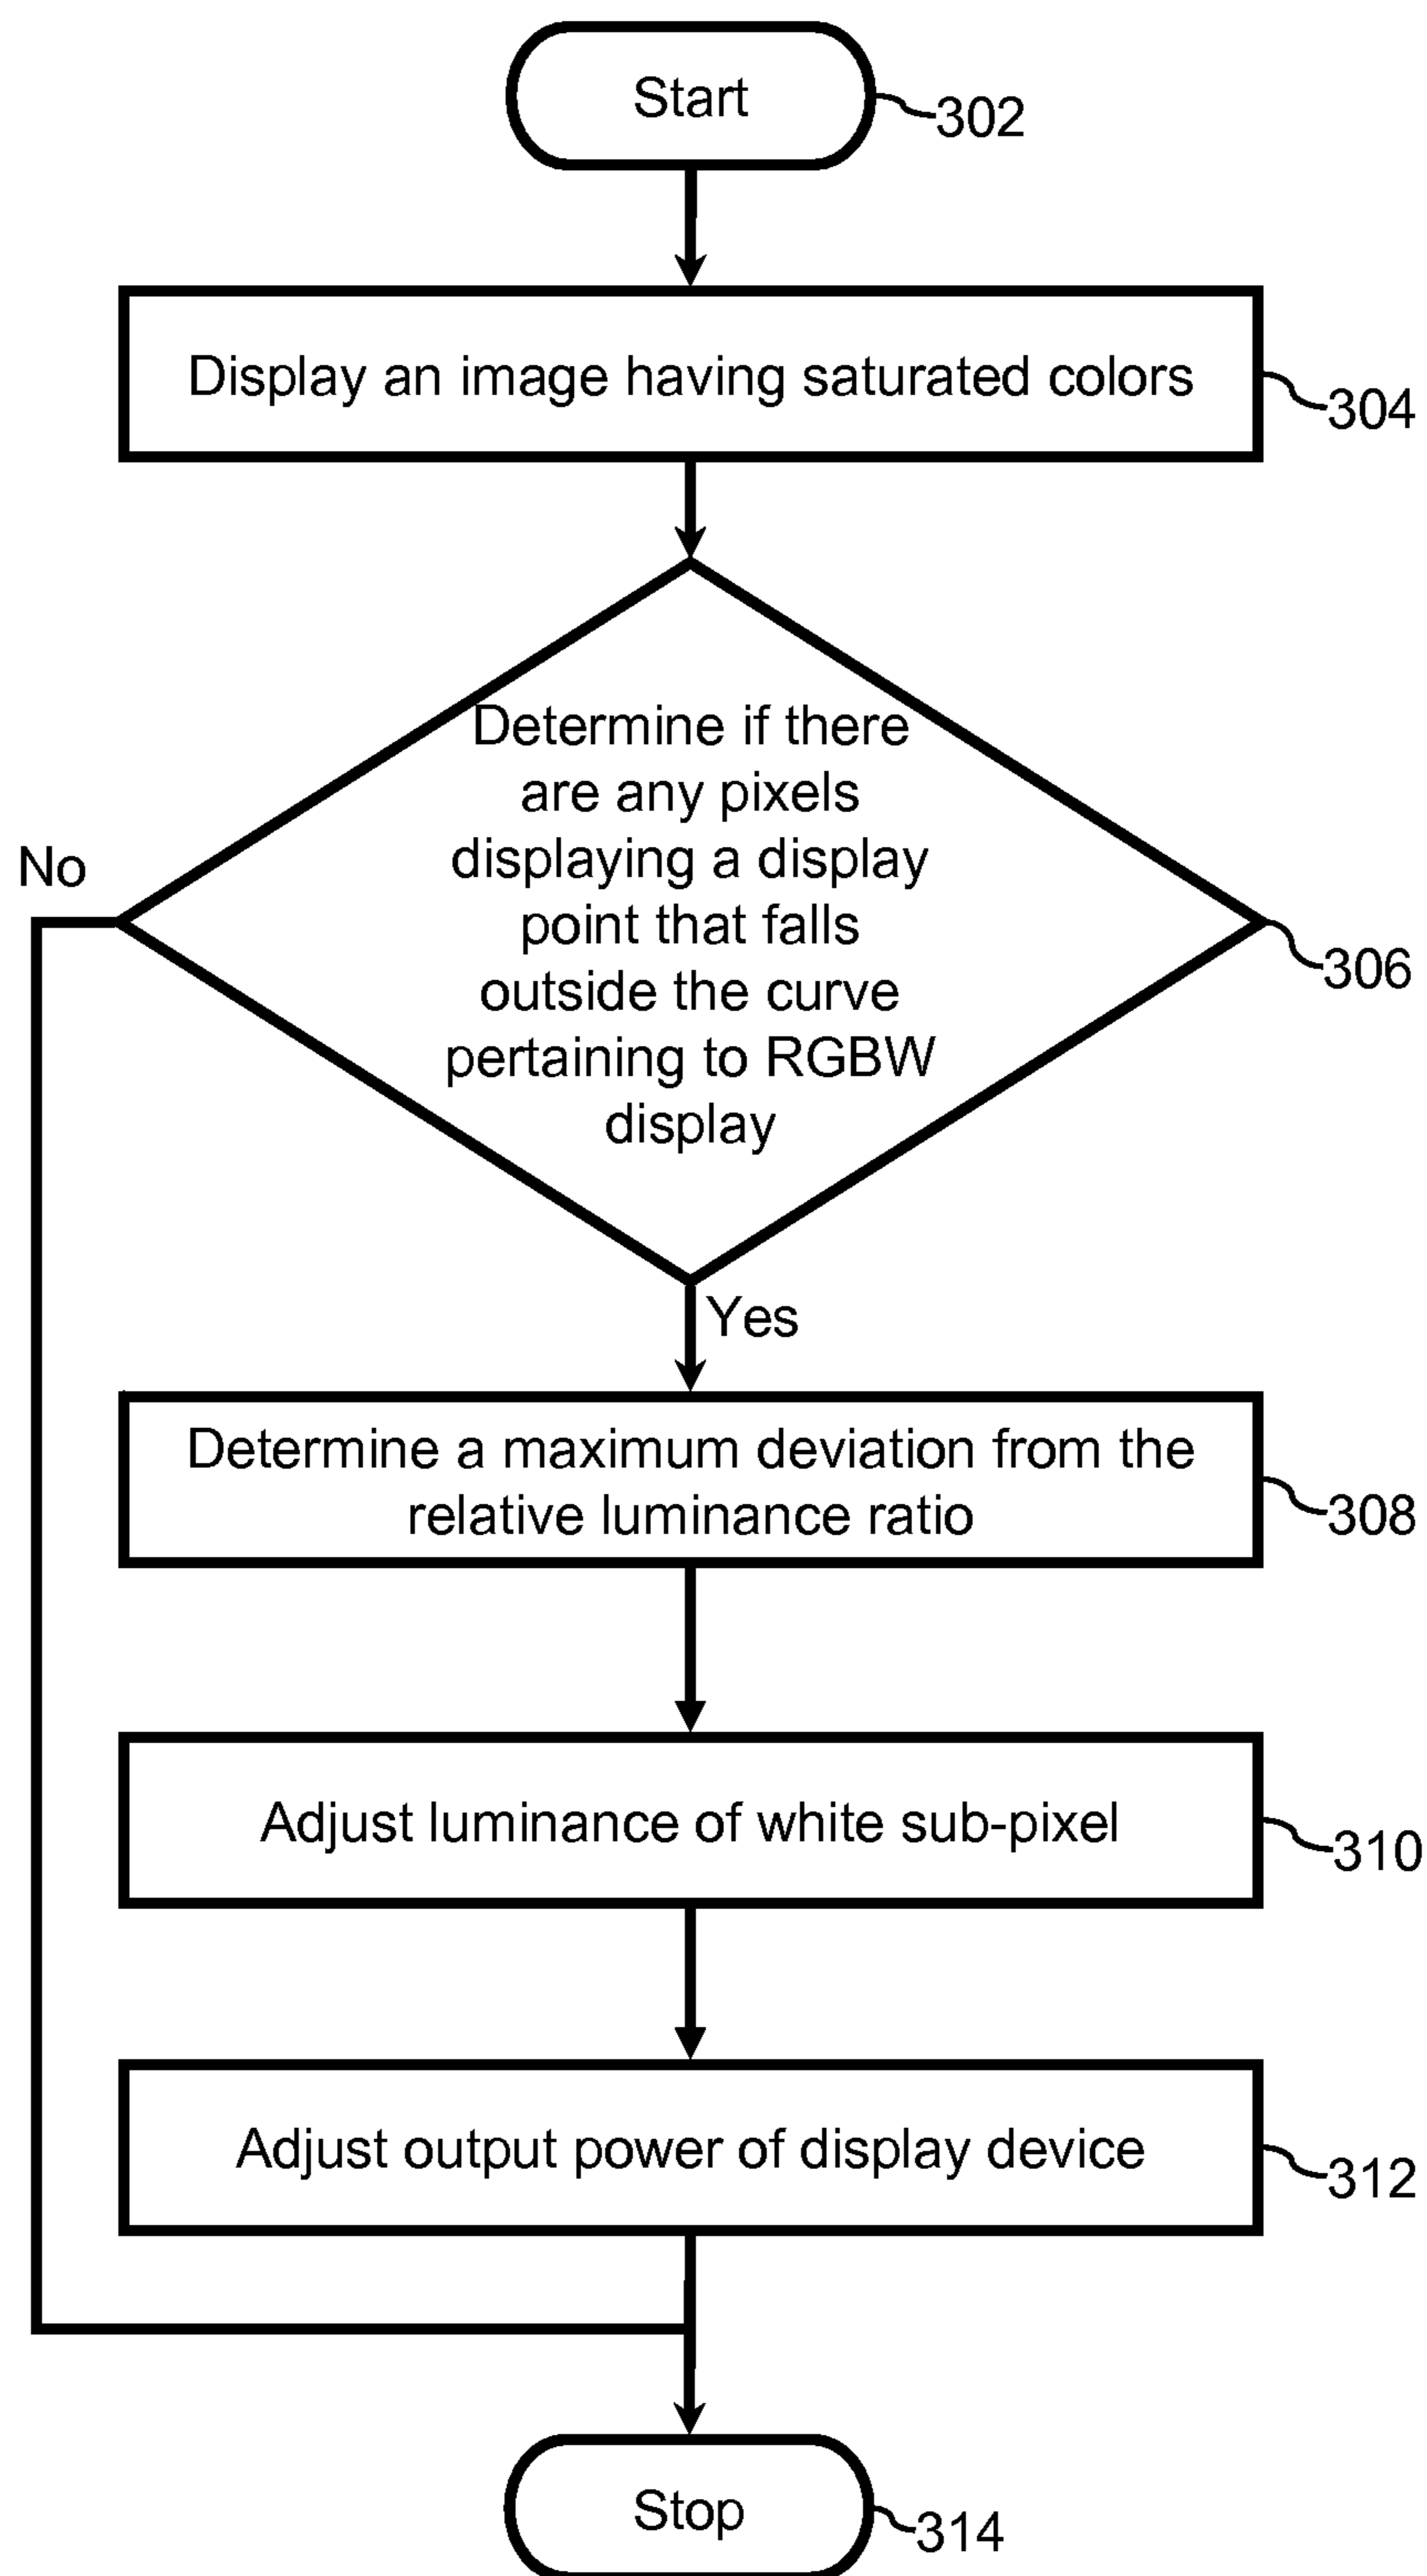 Start
302
Display an image having saturated colors
304
Determine if there
are any pixels
displaying a display
point that falls
outside the curve
pertaining to RGBW
display
No
306
Yes
Determine a maximum deviation from the
relative luminance ratio
308
Adjust luminance of white sub-pixel
310
Adjust output power of display device
312
Stop
314